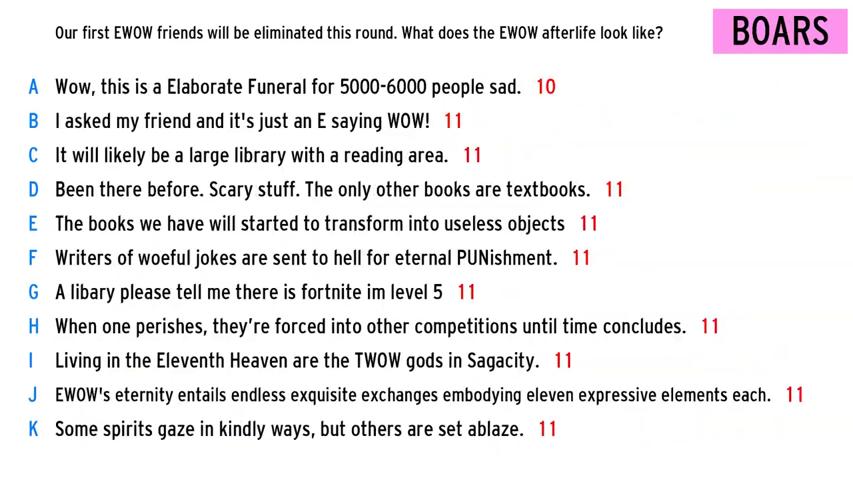 Our first EWOW friends will be eliminated this round. What does the EWOW afterlife look like?
BOARS
A Wow, this is a Elaborate Funeral for 5000-6000 people sad. 10
B I asked my friend and it's just an E saying WOW! 11
C It will likely be a large library with a reading area. 11
D Been there before. Scary stuff. The only other books are textbooks. 11
E The books we have will started to transform into useless objects 11
F Writers of woeful jokes are sent to hell for eternal PUNishment. 11
G A libary please tell me there is fortnite im level 5 11
H When one perishes, they’re forced into other competitions until time concludes. 11
I Living in the Eleventh Heaven are the TWOW gods in Sagacity. 11
J EWOW's eternity entails endless exquisite exchanges embodying eleven expressive elements each. 11
K Some spirits gaze in kindly ways, but others are set ablaze. 11